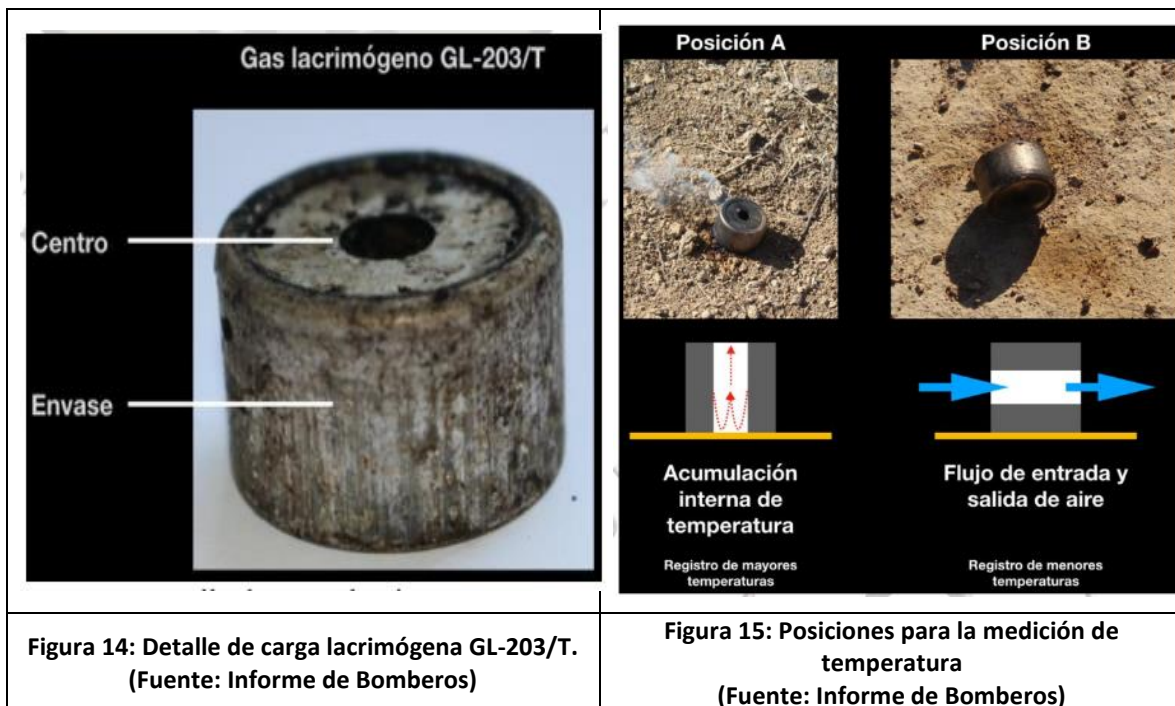 Gas lacrimógeno GL-203/T
Centro
Envase
Figura 14: Detalle de carga lacrimógena GL-203/T.
(Fuente: Informe de Bomberos)
Posición A
Posición B
Acumulación
interna de
temperatura
Registro de mayores
temperaturas
Flujo de entrada y
salida de aire
Registro de menores
temperaturas
Figura 15: Posiciones para la medición de
temperatura
(Fuente: Informe de Bomberos)